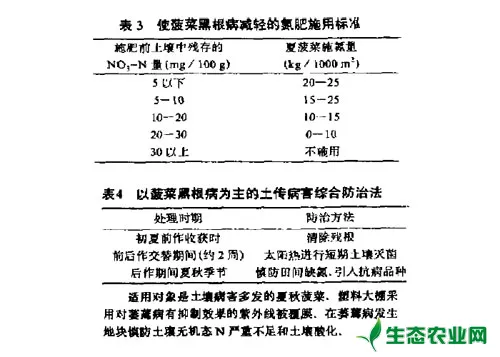 表 3 使菠菜黑根病减轻的氮肥施用标准
施肥前土壤中残存的 夏菠菜施氮量
NO₃-N 量(mg/100 g) (kg/1000 m²)
5 以下 20—25
5—10 15—25
10—20 10—15
20—30 0—10
30 以上 不施用
表4 以菠菜黑根病为主的土传病害综合防治法
处理时期 防治方法
初夏前作收获时 清除残根
前后作交替期间(约 2 周) 太阳热进行短期土壤灭菌
后作期间夏秋季节 慎防田间缺氮、引入抗病品种
适用对象是土壤病害多发的夏秋菠菜。塑料大棚采
用对萎蔫病有抑制效果的紫外线被覆膜。在萎蔫病发生
地块慎防土壤无机态 N 严重不足和土壤酸化。
生态农业网